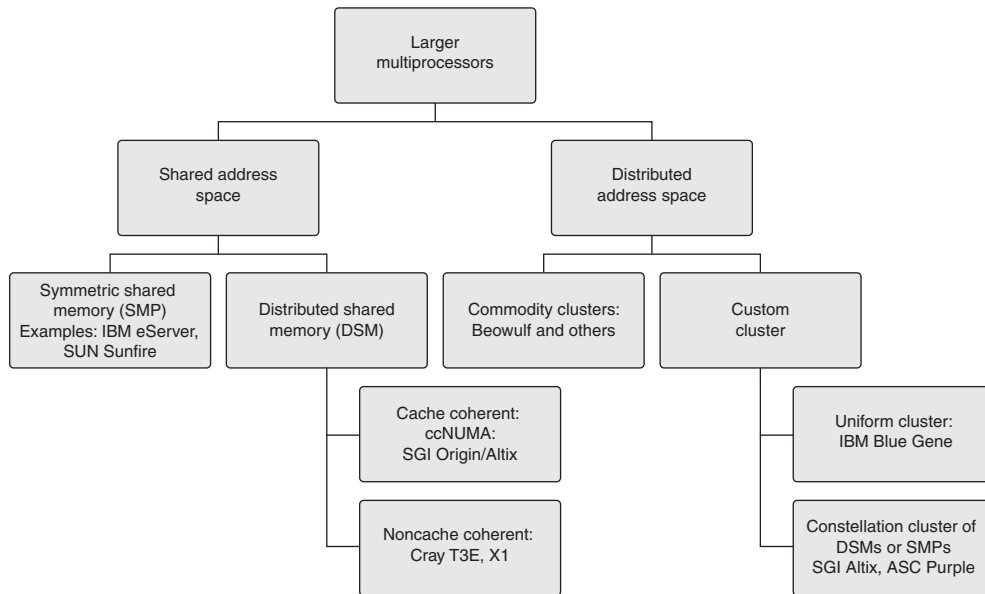 Larger
multiprocessors
Shared address
space
Distributed
address space
Symmetric shared
memory (SMP)
Examples: IBM eServer,
SUN Sunfire
Distributed shared
memory (DSM)
Commodity clusters:
Beowulf and others
Custom
cluster
Cache coherent:
ccNUMA:
SGI Origin/Altix
Uniform cluster:
IBM Blue Gene
Noncache coherent:
Cray T3E, X1
Constellation cluster of
DSMs or SMPs
SGI Altix, ASC Purple